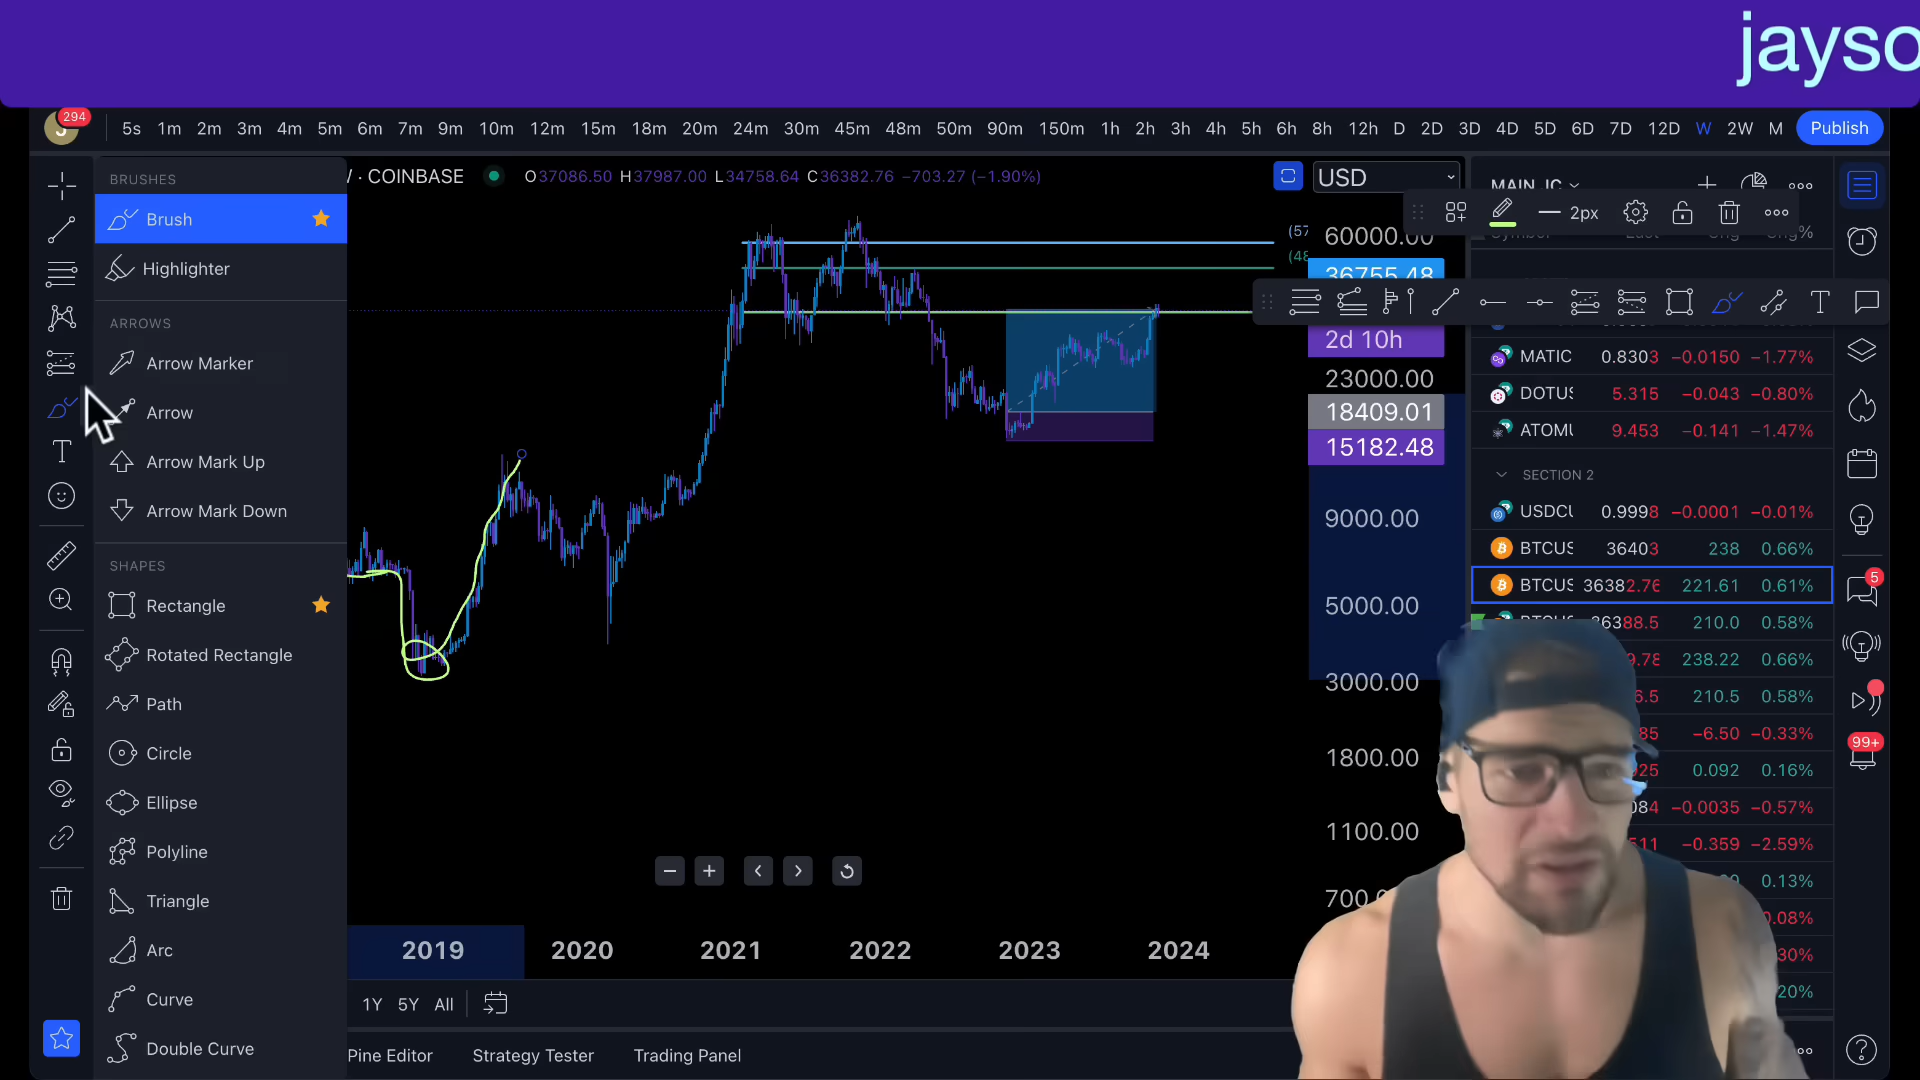 jayso
294
5s 1m 2m 3m 4m 5m 6m 7m 9m 10m 12m 15m 18m 20m 24m 30m 45m 48m 50m 90m 150m 1h 2h 3h 4h 5h 6h 8h 12h D 2D 3D 4D 5D 6D 7D 12D W 2W M Publish
BRUSHES
Brush
Highlighter
ARROWS
Arrow Marker
Arrow
Arrow Mark Up
Arrow Mark Down
SHAPES
Rectangle
Rotated Rectangle
Path
Circle
Ellipse
Polyline
Triangle
Arc
Curve
Double Curve
· COINBASE O37086.50 H37987.00 L34758.64 C36382.76 −703.27 (−1.90%)
USD
2px
(57
(48
60000.00
36755.48
2d 10h
23000.00
18409.01
15182.48
9000.00
5000.00
3000.00
1800.00
1100.00
700
2019 2020 2021 2022 2023 2024
1Y 5Y All
Pine Editor Strategy Tester Trading Panel
MAIN JC
MATIC 0.8303 −0.0150 −1.77%
DOTUS 5.315 −0.043 −0.80%
ATOMU 9.453 −0.141 −1.47%
SECTION 2
USDCU 0.9998 −0.0001 −0.01%
BTCUS 36403 238 0.66%
BTCUS 36382.76 221.61 0.61%
36388.5 210.0 0.58%
9.78 238.22 0.66%
6.5 210.5 0.58%
85 −6.50 −0.33%
025 0.092 0.16%
084 −0.0035 −0.57%
511 −0.359 −2.59%
0.13%
0.08%
30%
20%
5
99+